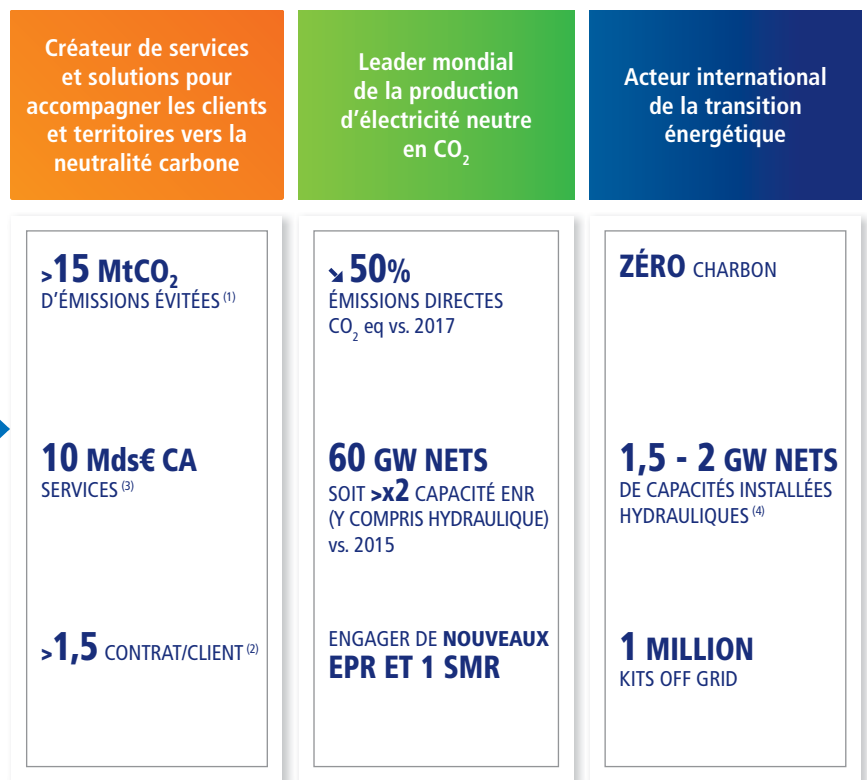 Créateur de services
et solutions pour
accompagner les clients
et territoires vers la
neutralité carbone
>15 MtCO₂
D'ÉMISSIONS ÉVITÉES (1)
10 Mds€ CA
SERVICES (3)
>1,5 CONTRAT/CLIENT (2)
Leader mondial
de la production
d'électricité neutre
en CO₂
↘ 50%
ÉMISSIONS DIRECTES
CO₂ eq vs. 2017
60 GW NETS
SOIT >x2 CAPACITÉ ENR
(Y COMPRIS HYDRAULIQUE)
vs. 2015
ENGAGER DE NOUVEAUX
EPR ET 1 SMR
Acteur international
de la transition
énergétique
ZÉRO CHARBON
1,5 - 2 GW NETS
DE CAPACITÉS INSTALLÉES
HYDRAULIQUES (4)
1 MILLION
KITS OFF GRID